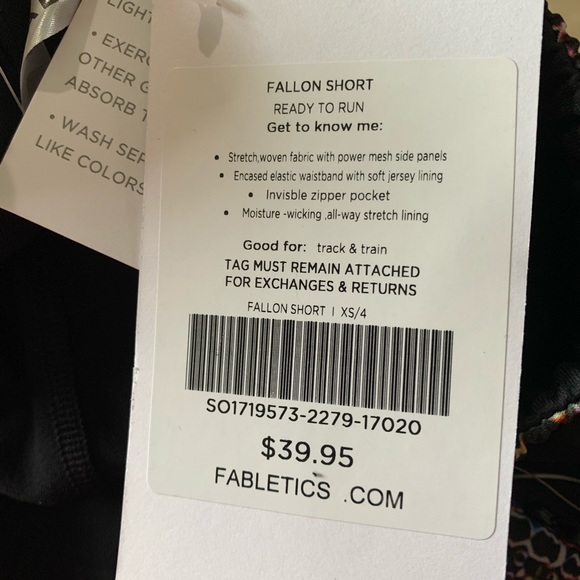 LIGHT
• EXER
OTHER
ABSORB
• WASH SEP
LIKE COLORS
FALLON SHORT
READY TO RUN
Get to know me:
• Stretch,woven fabric with power mesh side panels
• Encased elastic waistband with soft jersey lining
• Invisble zipper pocket
• Moisture -wicking ,all-way stretch lining
Good for: track & train
TAG MUST REMAIN ATTACHED
FOR EXCHANGES & RETURNS
FALLON SHORT | XS/4
SO1719573-2279-17020
$39.95
FABLETICS .COM